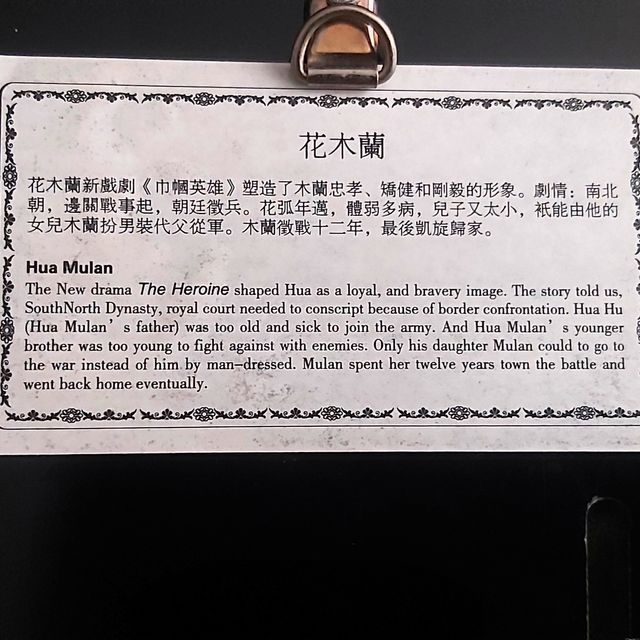 花木蘭
花木蘭新戲劇《巾幗英雄》塑造了木蘭忠孝、矯健和剛毅的形象。劇情：南北
朝，邊關戰事起，朝廷徵兵。花弧年邁，體弱多病，兒子又太小，衹能由他的
女兒木蘭扮男裝代父從軍。木蘭徵戰十二年，最後凱旋歸家。
Hua Mulan
The New drama The Heroine shaped Hua as a loyal, and bravery image. The story told us,
SouthNorth Dynasty, royal court needed to conscript because of border confrontation. Hua Hu
(Hua Mulan’s father) was too old and sick to join the army. And Hua Mulan’s younger
brother was too young to fight against with enemies. Only his daughter Mulan could to go to
the war instead of him by man–dressed. Mulan spent her twelve years town the battle and
went back home eventually.